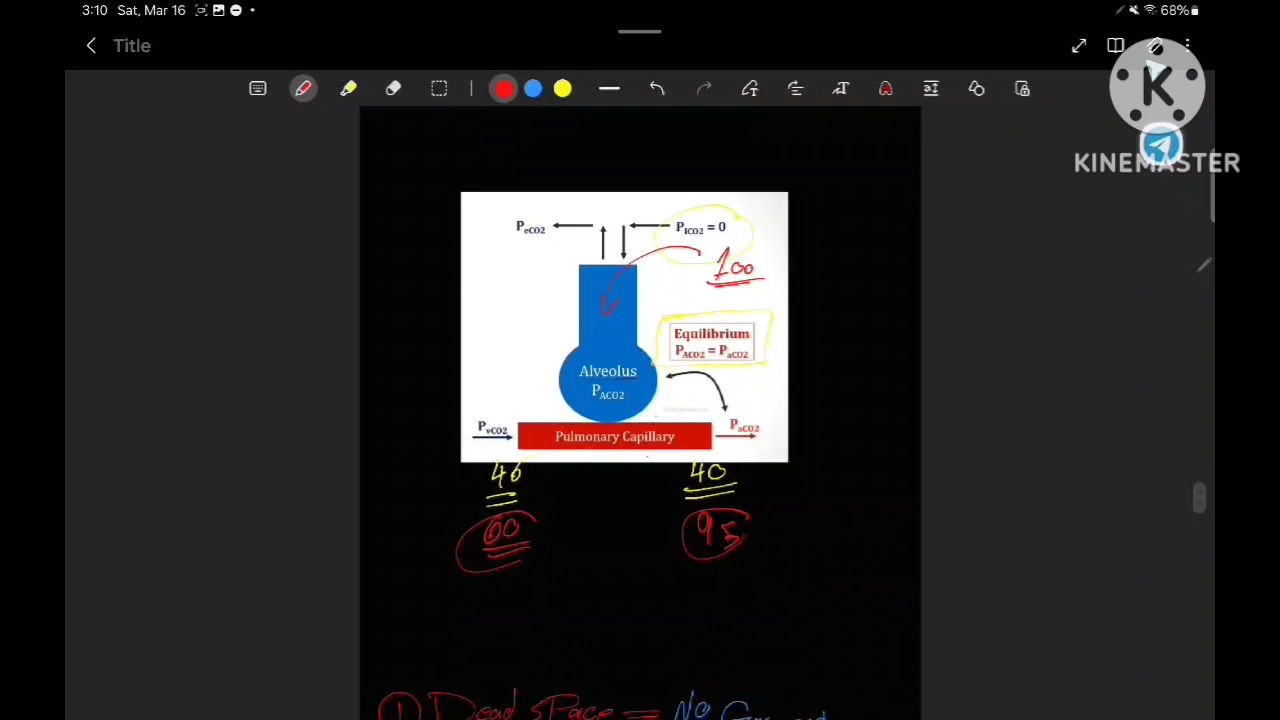 3:10 Sat, Mar 16
68%
Title
KINEMASTER
PeCO2
PICO2 = 0
100
Equilibrium
PACO2 = PaCO2
Alveolus
PACO2
PvCO2
Pulmonary Capillary
PaCO2
46
40
60
95
① Dead space = No